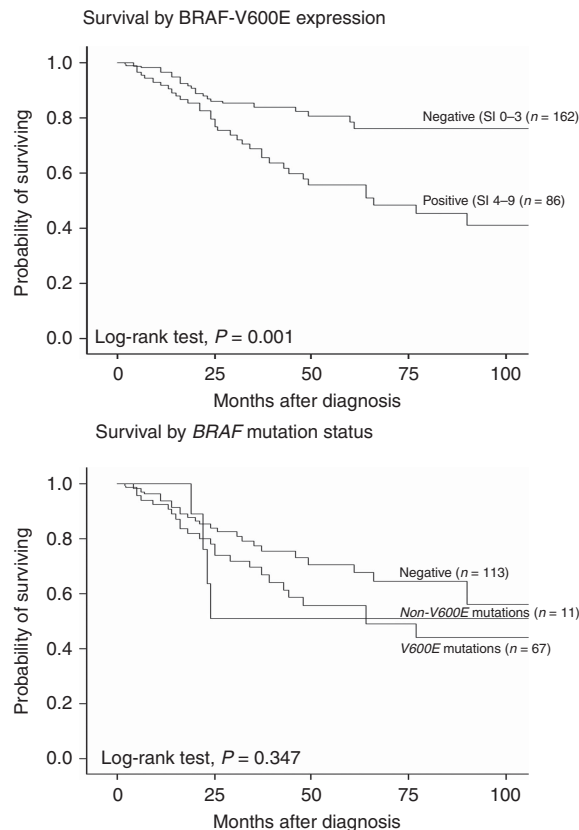 Survival by BRAF-V600E expression
1.0
0.8
0.6
0.4
0.2
0.0
Probability of surviving
Negative (SI 0–3 (n = 162)
Positive (SI 4–9 (n = 86)
Log-rank test, P = 0.001
0 25 50 75 100
Months after diagnosis
Survival by BRAF mutation status
1.0
0.8
0.6
0.4
0.2
0.0
Probability of surviving
Negative (n = 113)
Non-V600E mutations (n = 11)
V600E mutations (n = 67)
Log-rank test, P = 0.347
0 25 50 75 100
Months after diagnosis